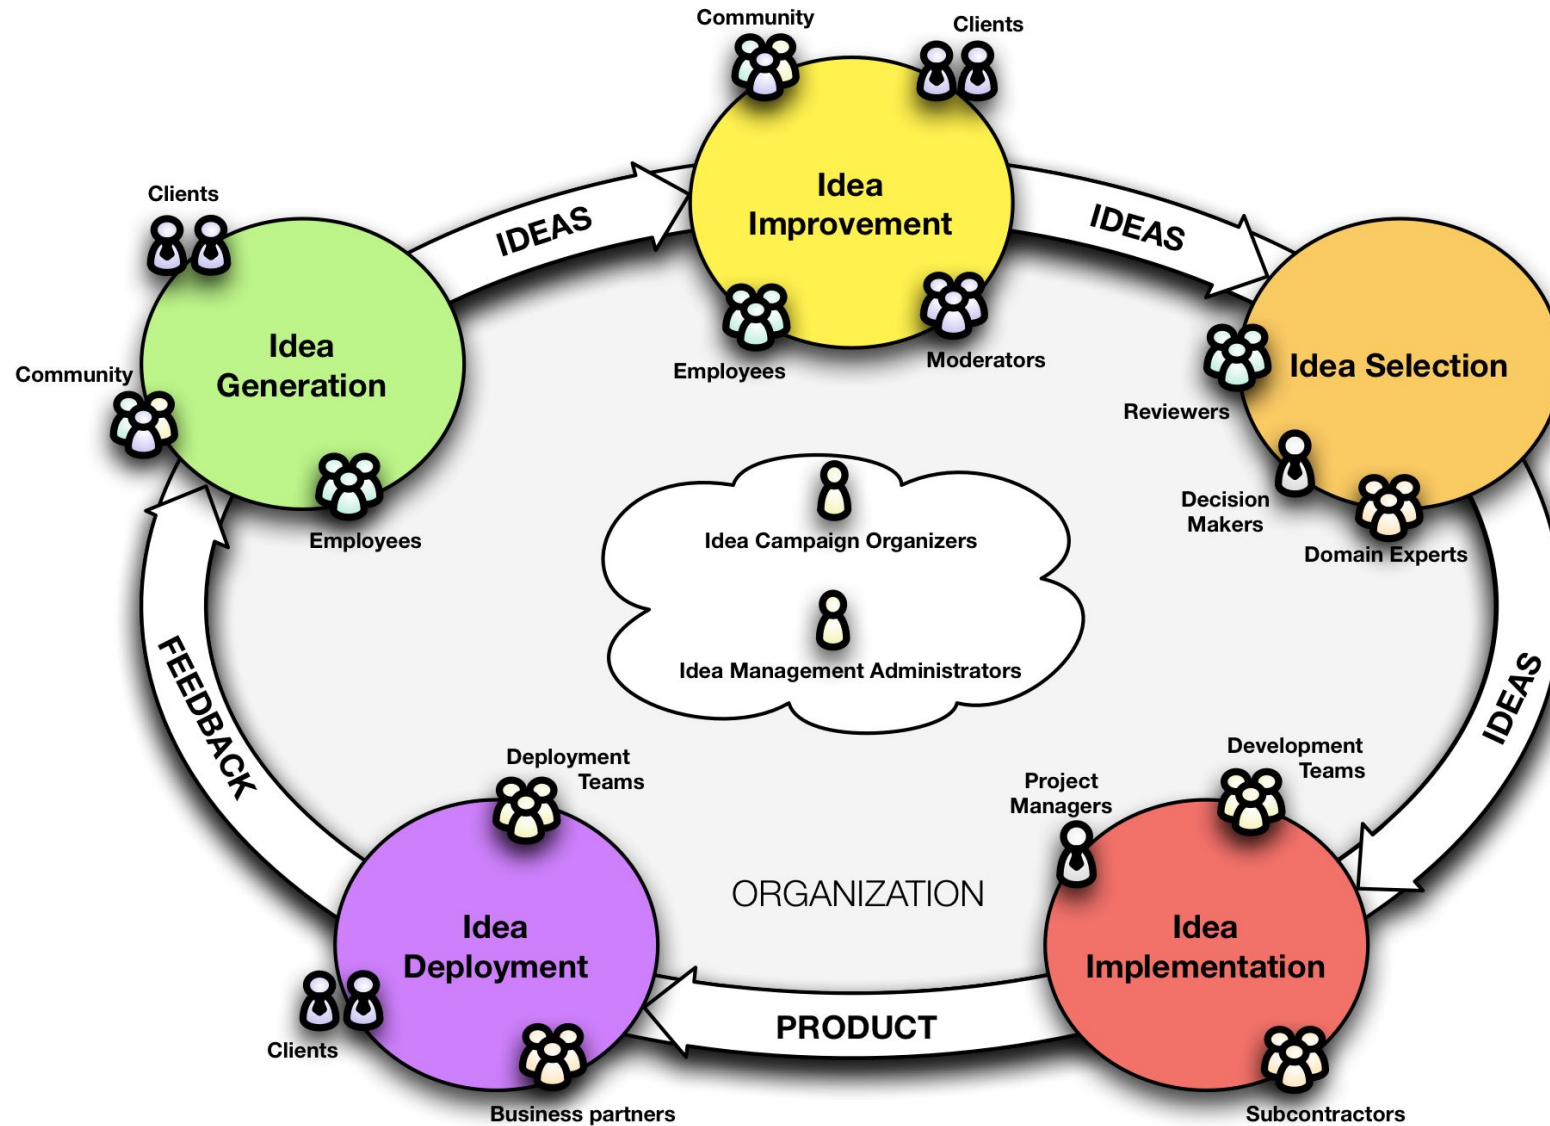 Community
Clients
Idea
Improvement
Employees
Moderators
IDEAS
IDEAS
Clients
Idea
Generation
Community
Employees
Idea Selection
Reviewers
Decision
Makers
Domain Experts
Idea Campaign Organizers
Idea Management Administrators
IDEAS
FEEDBACK
Deployment
Teams
Idea
Deployment
Clients
Business partners
ORGANIZATION
PRODUCT
Project
Managers
Development
Teams
Idea
Implementation
Subcontractors